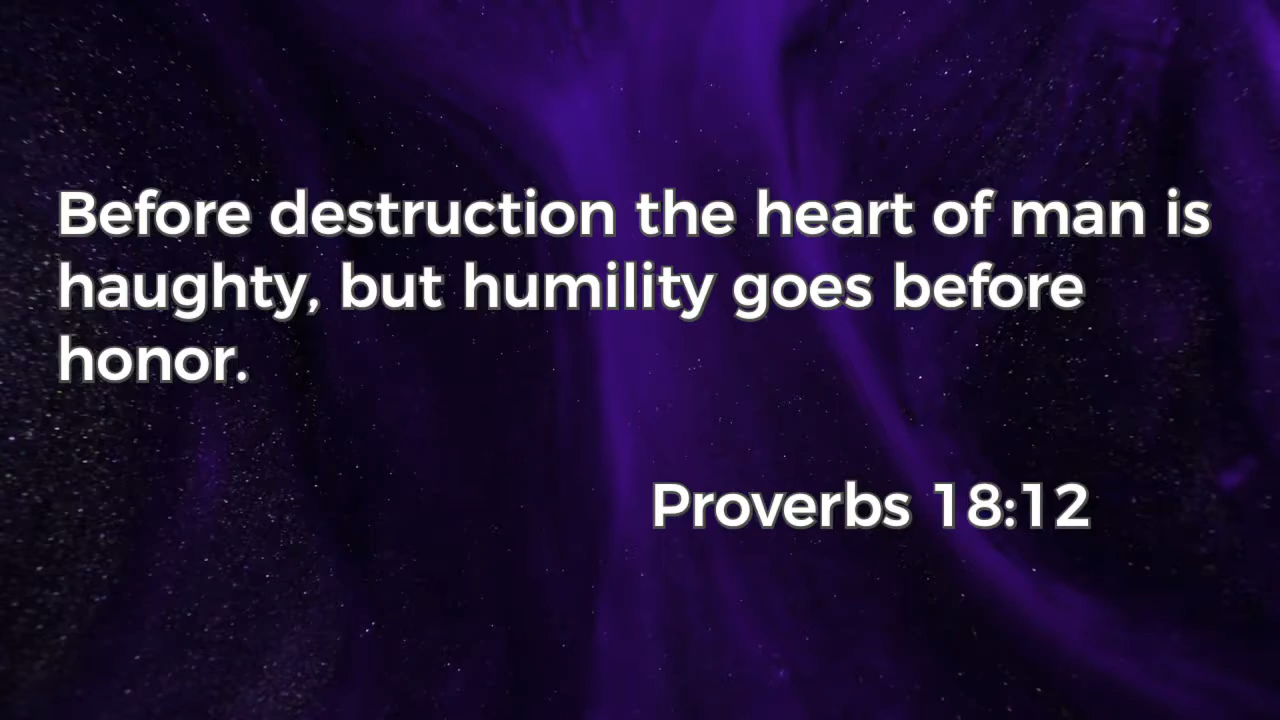 Before destruction the heart of man is
haughty, but humility goes before
honor.
Proverbs 18:12